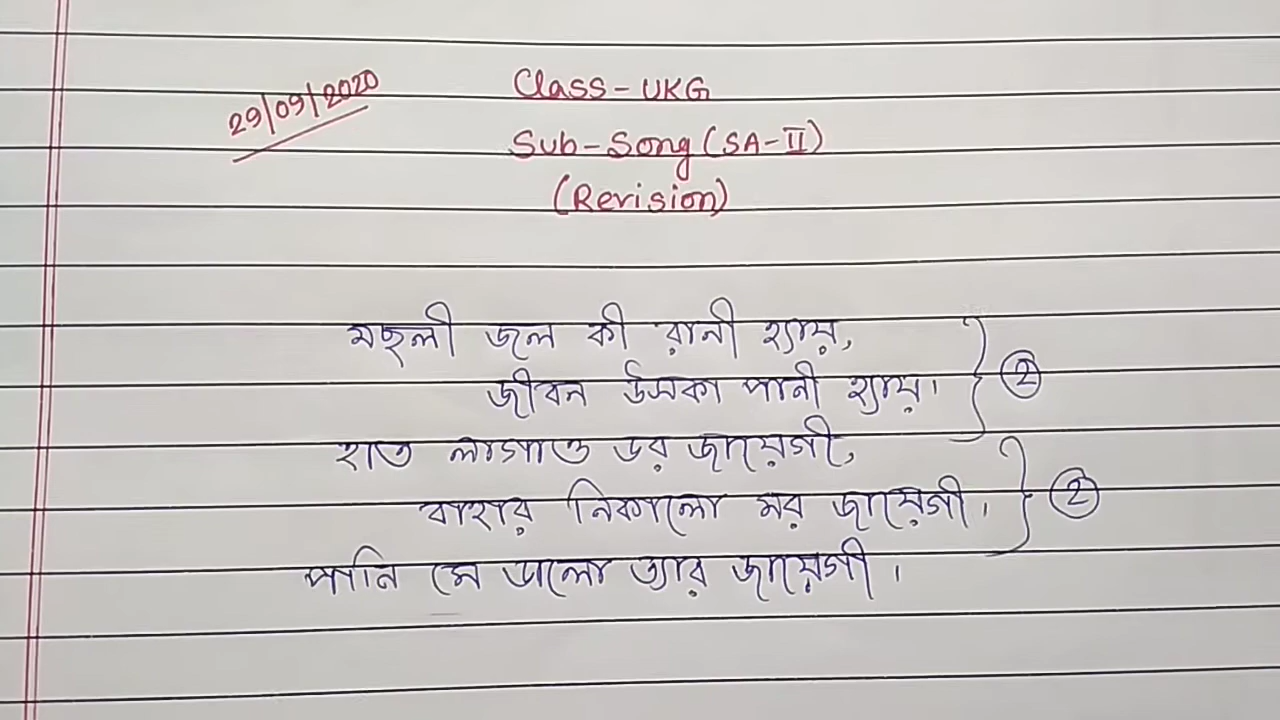 29/09/2020
Class - UKG
Sub - Song (SA-II)
(Revision)
মছলী জল কী রানী হ্যায়,
জীবন উসকা পানী হ্যায়। } ②
হাত লাগাও ডর জায়েগী,
বাহার নিকালো মর জায়েগী। } ②
পানি মে ডালো ত্যার জায়েগী।